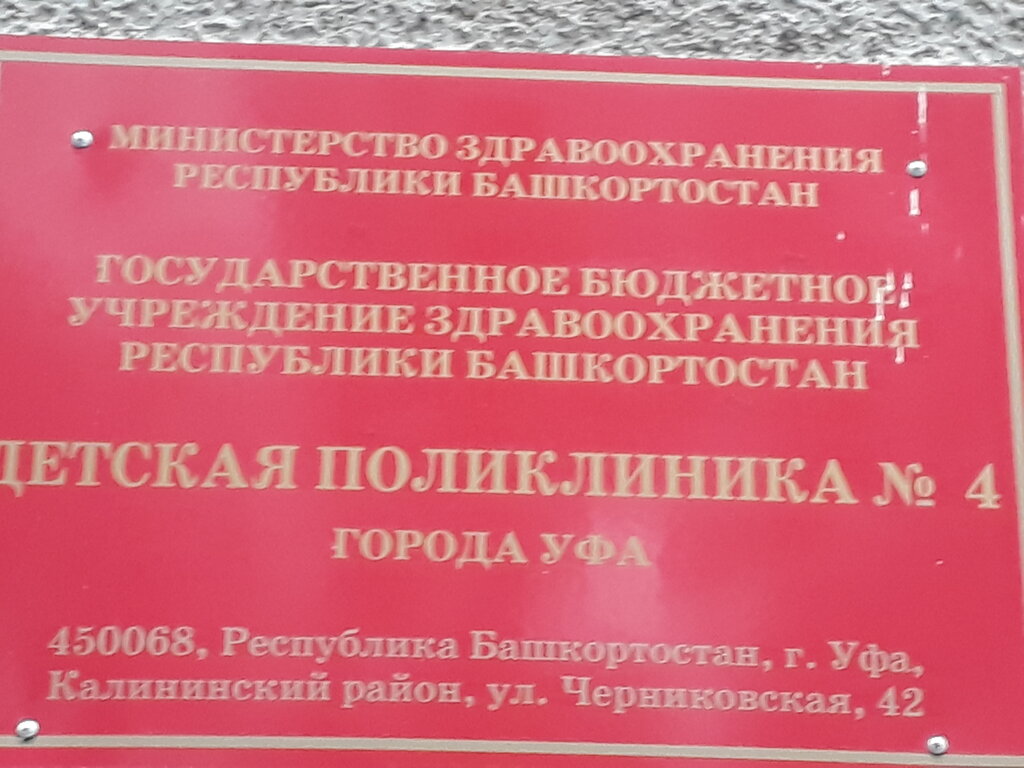 МИНИСТЕРСТВО ЗДРАВООХРАНЕНИЯ
РЕСПУБЛИКИ БАШКОРТОСТАН
ГОСУДАРСТВЕННОЕ БЮДЖЕТНОЕ
УЧРЕЖДЕНИЕ ЗДРАВООХРАНЕНИЯ
РЕСПУБЛИКИ БАШКОРТОСТАН
ДЕТСКАЯ ПОЛИКЛИНИКА № 4
ГОРОДА УФА
450068, Республика Башкортостан, г. Уфа,
Калининский район, ул. Черниковская, 42